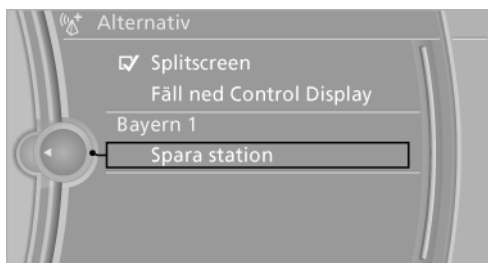 Alternativ
Splitscreen
Fäll ned Control Display
Bayern 1
Spara station